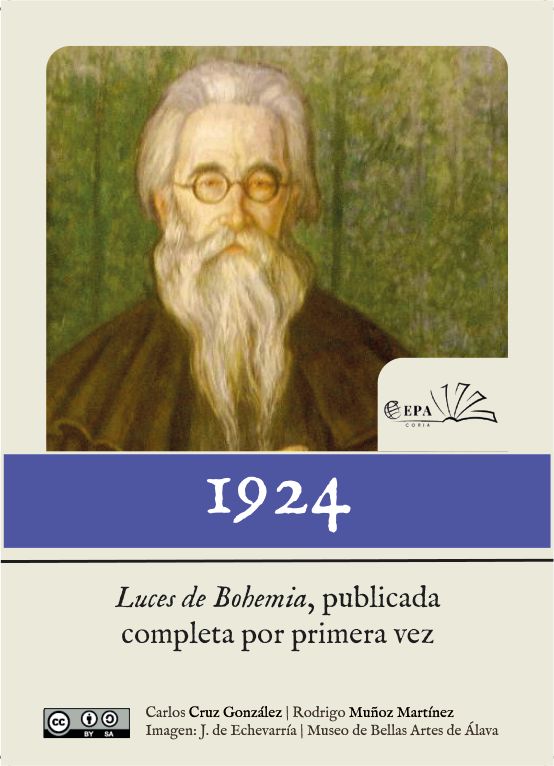 EPA
CORIA
1924
Luces de Bohemia, publicada
completa por primera vez
cc
BY SA
Carlos Cruz González | Rodrigo Muñoz Martínez
Imagen: J. de Echevarría | Museo de Bellas Artes de Álava